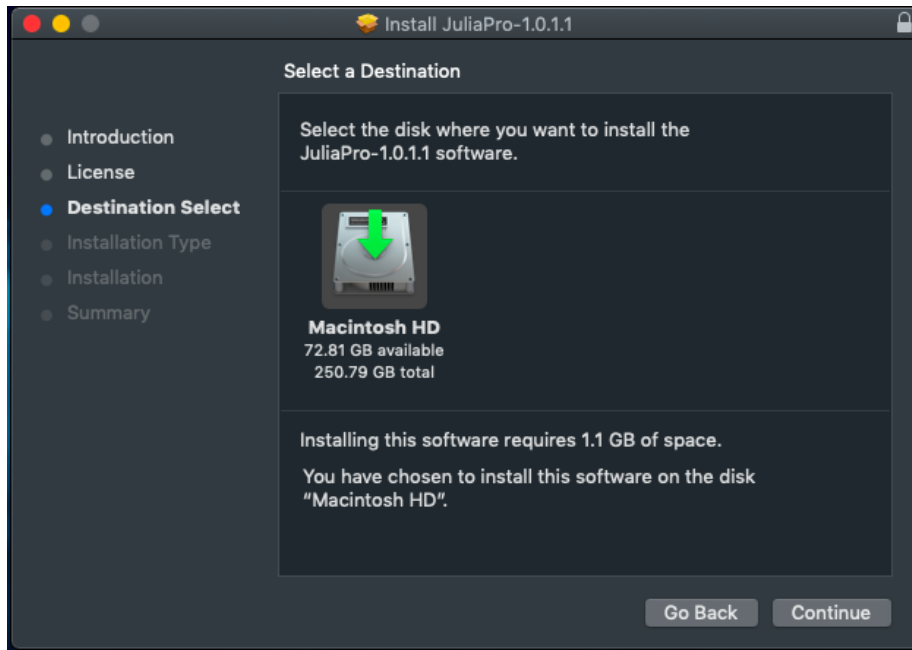 Install JuliaPro-1.0.1.1
Select a Destination
Introduction
License
Destination Select
Installation Type
Installation
Summary
Select the disk where you want to install the
JuliaPro-1.0.1.1 software.
Macintosh HD
72.81 GB available
250.79 GB total
Installing this software requires 1.1 GB of space.
You have chosen to install this software on the disk
“Macintosh HD”.
Go Back
Continue